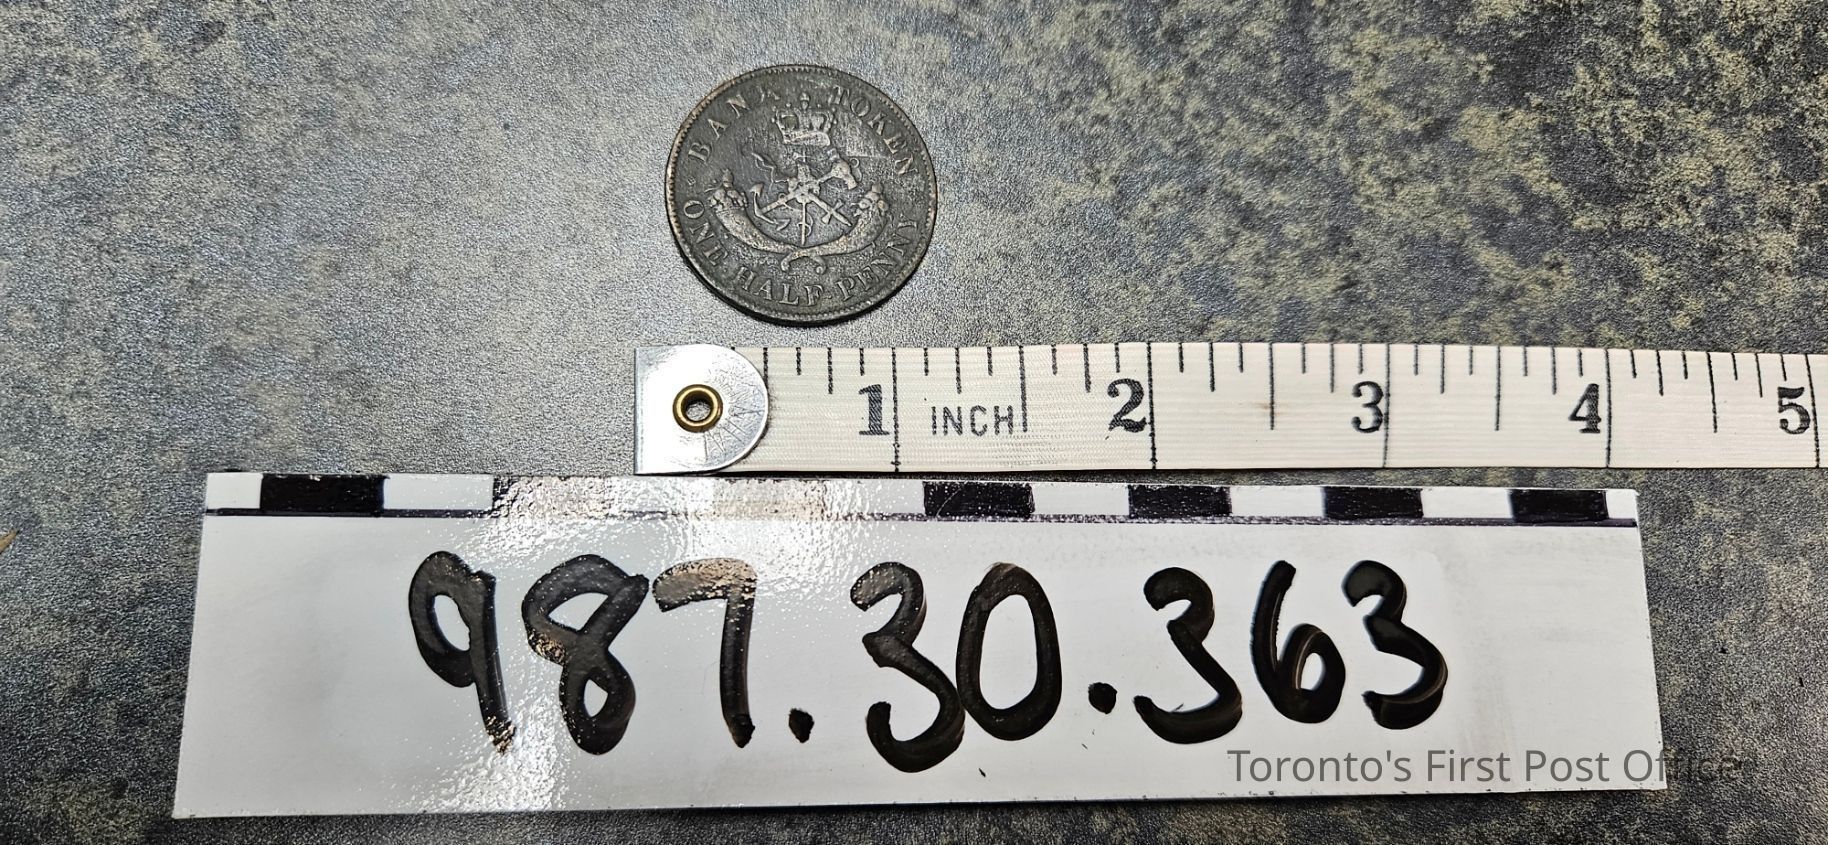 BANK TOKEN
ONE HALF-PENNY
1 INCH 2 3 4 5
987.30.363
Toronto's First Post Office